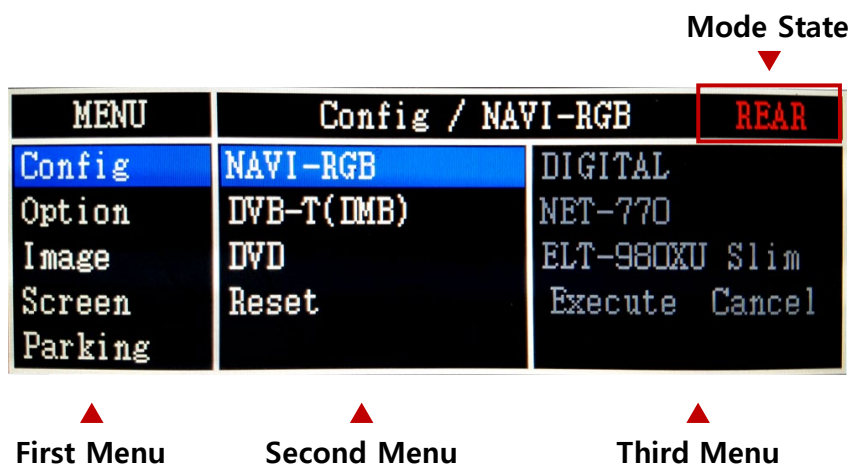 Mode State
MENU Config / NAVI-RGB REAR
Config NAVI-RGB DIGITAL
Option DVB-T(DMB) NET-770
Image DVD ELT-980XU Slim
Screen Reset Execute Cancel
Parking
First Menu Second Menu Third Menu